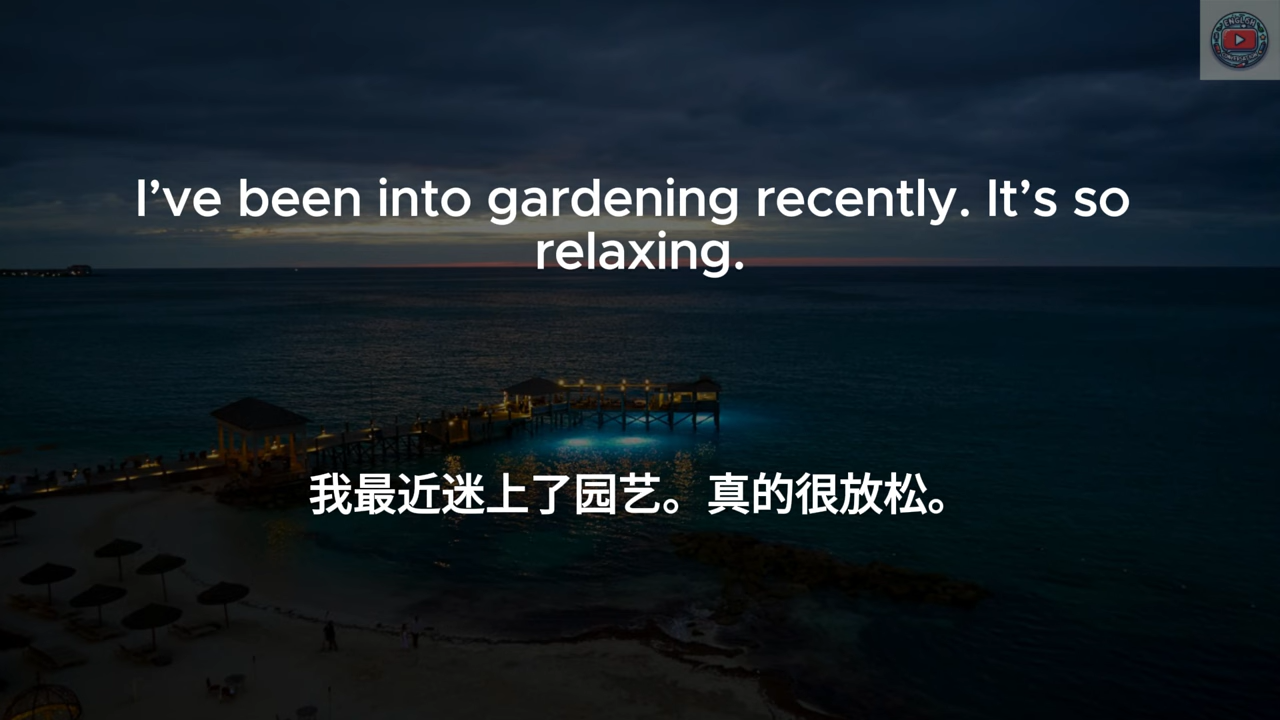 I’ve been into gardening recently. It’s so
relaxing.
我最近迷上了园艺。真的很放松。